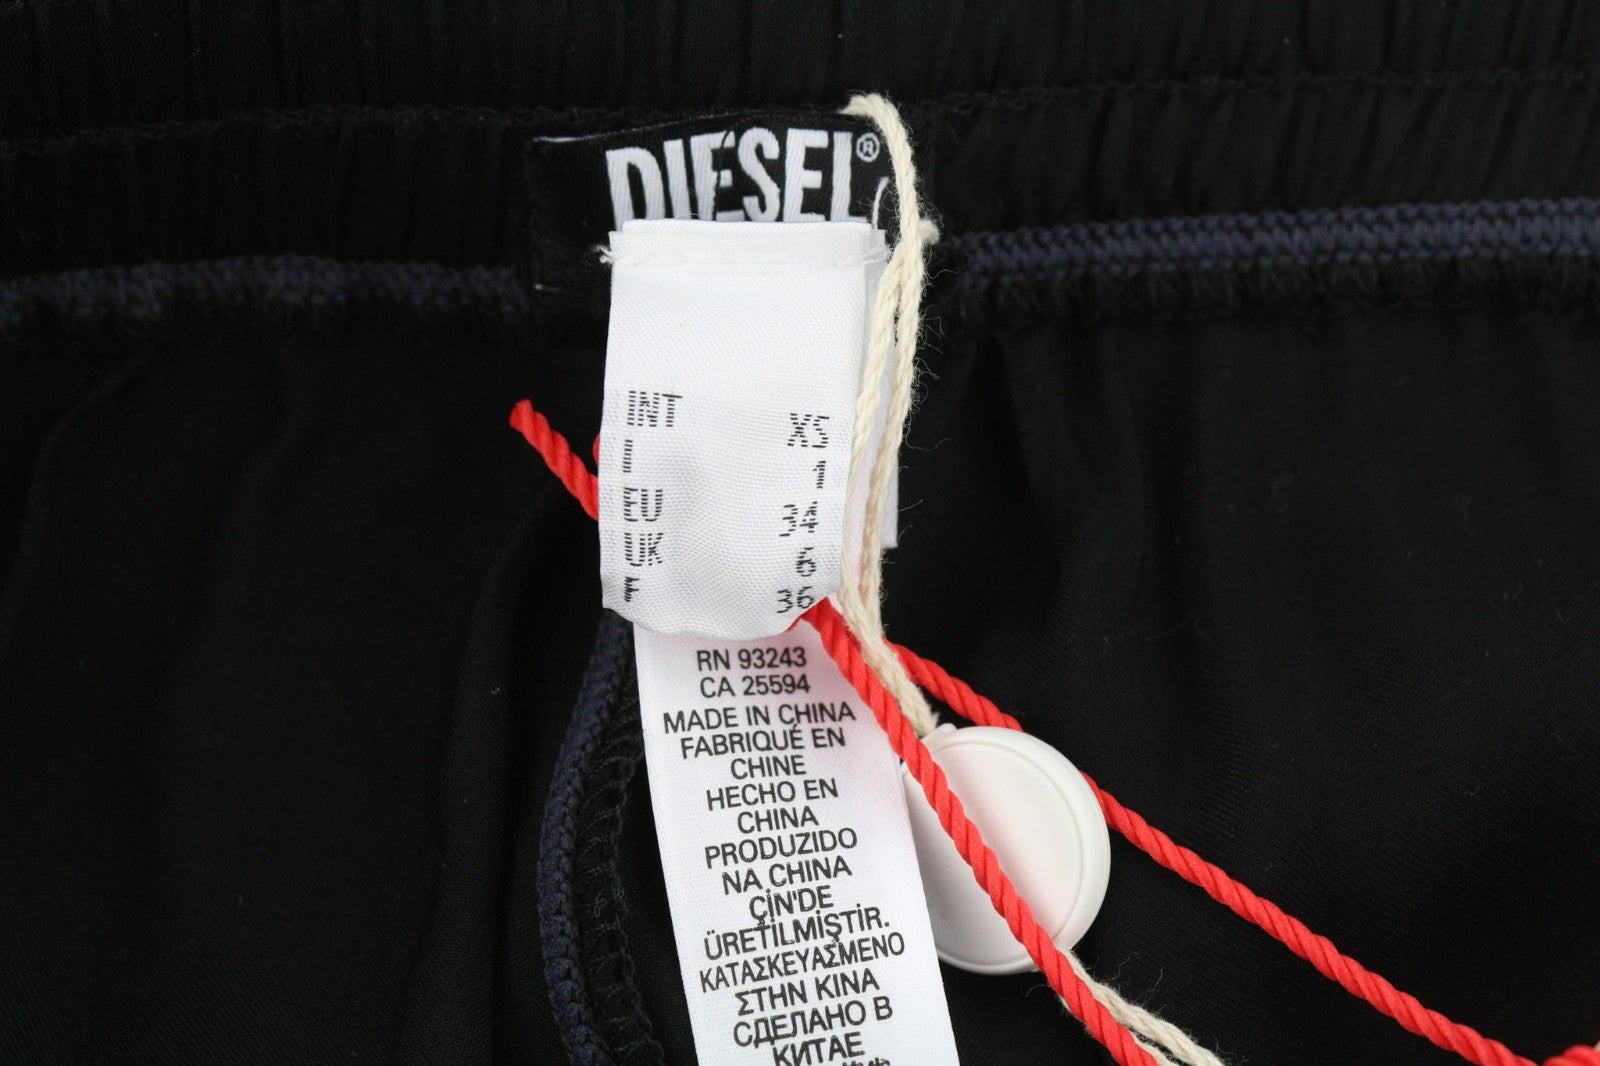 DIESEL®
INT XS
I 1
EU 34
UK 6
F 36
RN 93243
CA 25594
MADE IN CHINA
FABRIQUÉ EN
CHINE
HECHO EN
CHINA
PRODUZIDO
NA CHINA
ÇİN'DE
ÜRETİLMİŞTİR.
ΚΑΤΑΣΚΕΥΑΣΜΕΝΟ
ΣΤΗΝ ΚΙΝΑ
СДЕЛАНО В
КИТАЕ